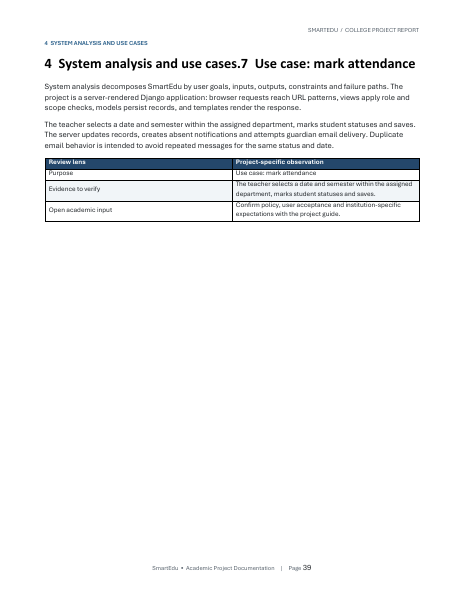 SMARTEDU / COLLEGE PROJECT REPORT
4 SYSTEM ANALYSIS AND USE CASES
4 System analysis and use cases.7 Use case: mark attendance
System analysis decomposes SmartEdu by user goals, inputs, outputs, constraints and failure paths. The
project is a server-rendered Django application: browser requests reach URL patterns, views apply role and
scope checks, models persist records, and templates render the response.
The teacher selects a date and semester within the assigned department, marks student statuses and saves.
The server updates records, creates absent notifications and attempts guardian email delivery. Duplicate
email behavior is intended to avoid repeated messages for the same status and date.
Review lens Project-specific observation
Purpose Use case: mark attendance
Evidence to verify The teacher selects a date and semester within the assigned
department, marks student statuses and saves.
Open academic input Confirm policy, user acceptance and institution-specific
expectations with the project guide.
SmartEdu • Academic Project Documentation | Page 39